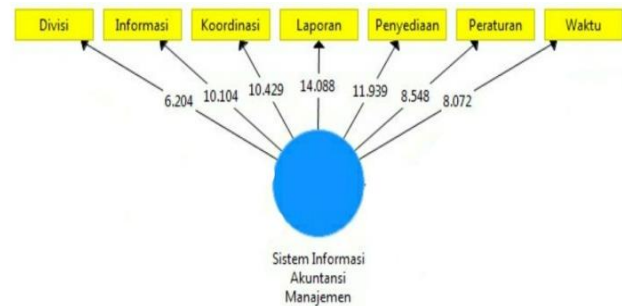 Divisi Informasi Koordinasi Laporan Penyediaan Peraturan Waktu
6.204 10.104 10.429 14.088 11.939 8.548 8.072
Sistem Informasi
Akuntansi
Manajemen